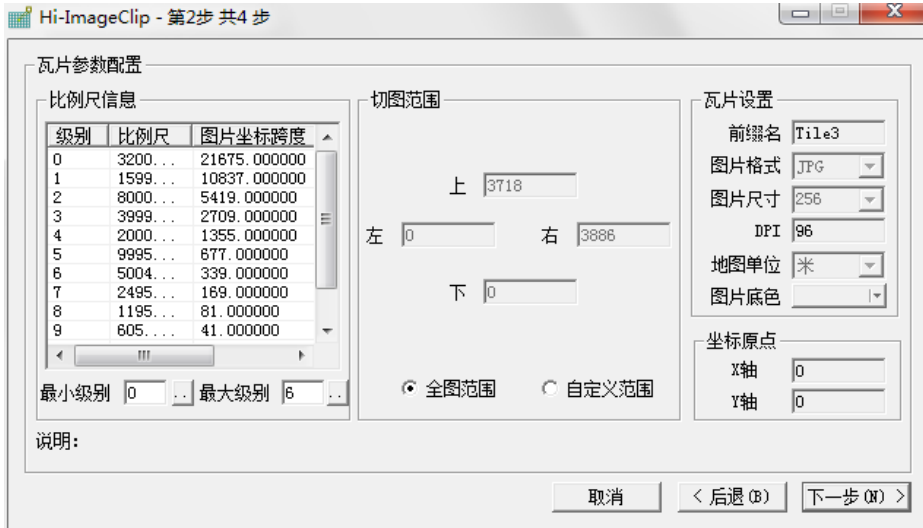 Hi-ImageClip - 第2步 共4 步
瓦片参数配置
比例尺信息
级别 比例尺 图片坐标跨度
0 3200... 21675.000000
1 1599... 10837.000000
2 8000... 5419.000000
3 3999... 2709.000000
4 2000... 1355.000000
5 9995... 677.000000
6 5004... 339.000000
7 2495... 169.000000
8 1195... 81.000000
9 605... 41.000000
最小级别 0 .. 最大级别 6 ..
切图范围
上 3718
左 0 右 3886
下 0
全图范围 自定义范围
瓦片设置
前缀名 Tile3
图片格式 JPG
图片尺寸 256
DPI 96
地图单位 米
图片底色
坐标原点
X轴 0
Y轴 0
说明:
取消 < 后退(B) 下一步(N) >